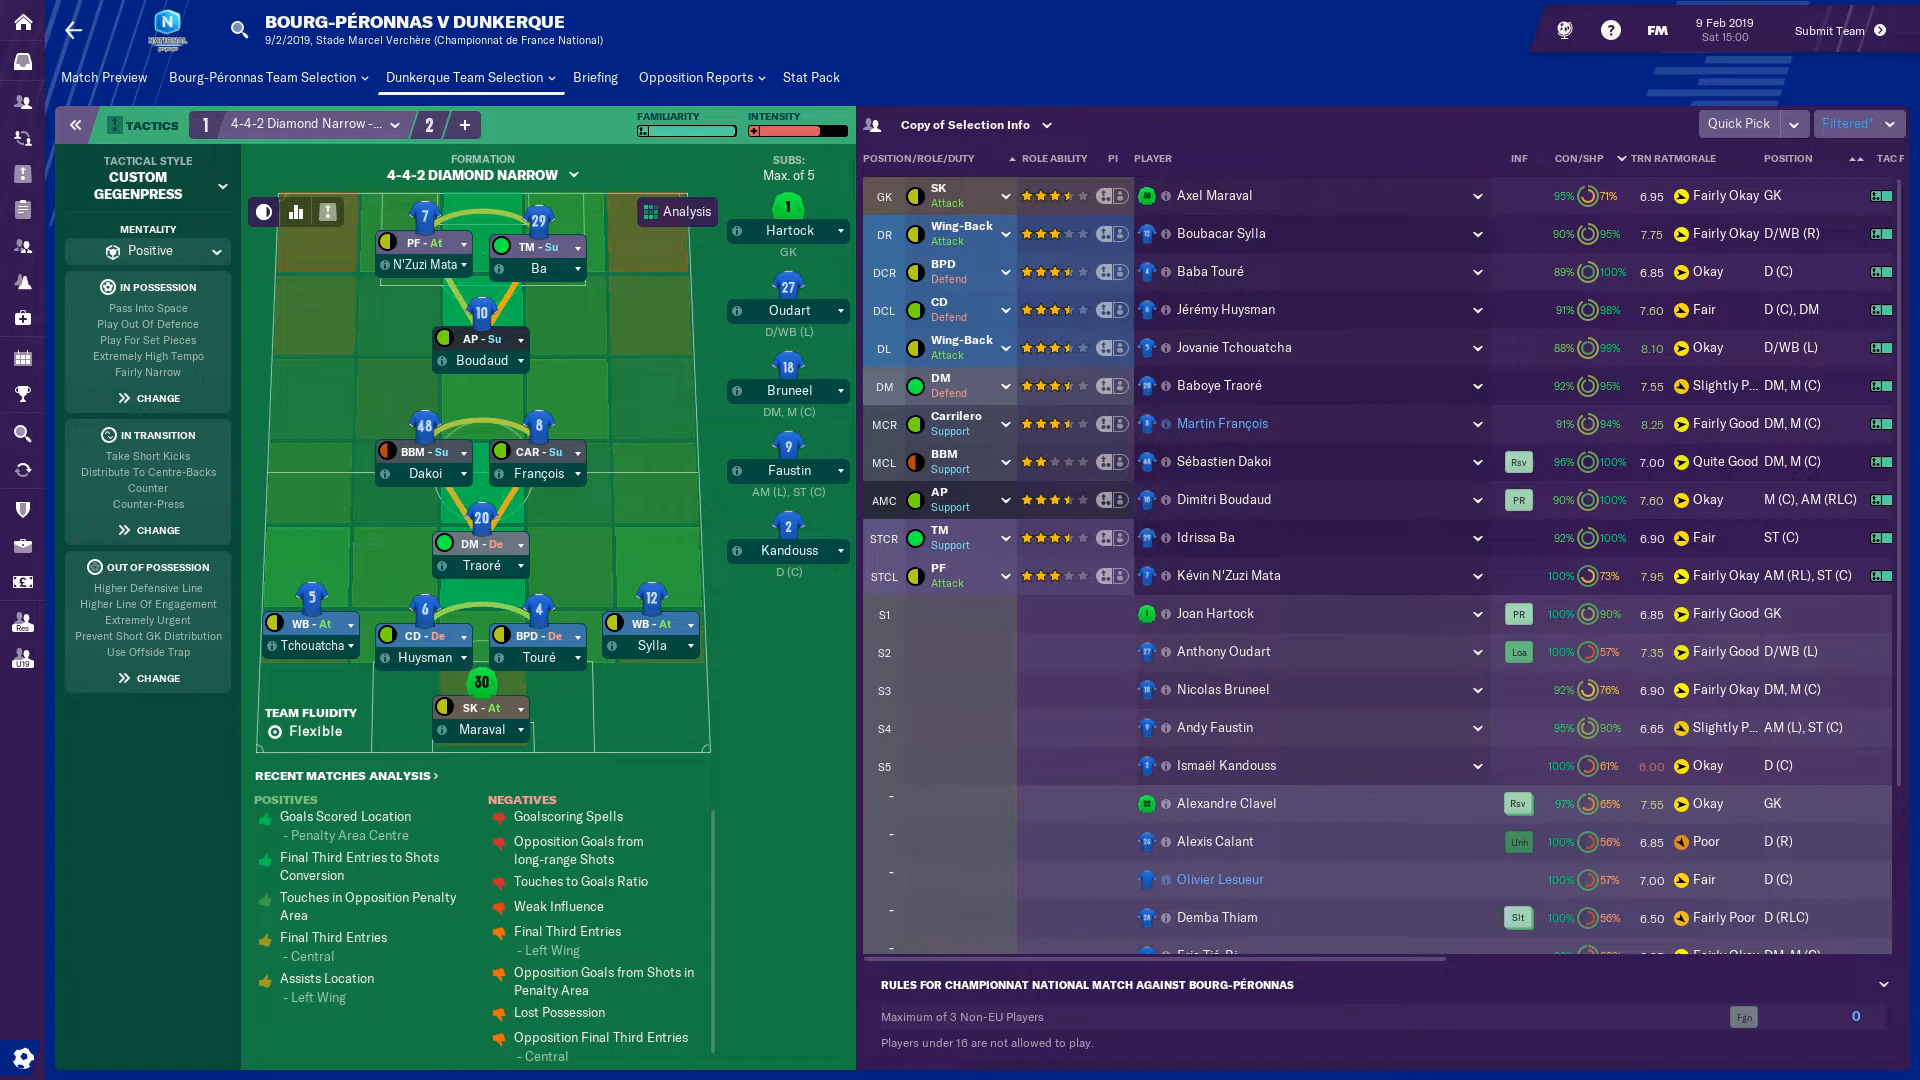 BOURG-PÉRONNAS V DUNKERQUE
9/2/2019, Stade Marcel Verchère (Championnat de France National)
N
NATIONAL
FM
9 Feb 2019
Sat 15:00
Submit Team
Match Preview
Bourg-Péronnas Team Selection
Dunkerque Team Selection
Briefing
Opposition Reports
Stat Pack
TACTICS
1 4-4-2 Diamond Narrow -... 2 +
FAMILIARITY
INTENSITY
TACTICAL STYLE
CUSTOM
GEGENPRESS
MENTALITY
Positive
IN POSSESSION
Pass Into Space
Play Out Of Defence
Play For Set Pieces
Extremely High Tempo
Fairly Narrow
CHANGE
IN TRANSITION
Take Short Kicks
Distribute To Centre-Backs
Counter
Counter-Press
CHANGE
OUT OF POSSESSION
Higher Defensive Line
Higher Line Of Engagement
Extremely Urgent
Prevent Short GK Distribution
Use Offside Trap
CHANGE
Res
U19
FORMATION
4-4-2 DIAMOND NARROW
Analysis
7
PF - At
N'Zuzi Mata
29
TM - Su
Ba
10
AP - Su
Boudaud
48
BBM - Su
Dakoi
8
CAR - Su
François
20
DM - De
Traoré
5
WB - At
Tchouatcha
6
CD - De
Huysman
4
BPD - De
Touré
12
WB - At
Sylla
30
SK - At
Maraval
TEAM FLUIDITY
Flexible
SUBS:
Max. of 5
1
Hartock
GK
27
Oudart
D/WB (L)
18
Bruneel
DM, M (C)
9
Faustin
AM (L), ST (C)
2
Kandouss
D (C)
RECENT MATCHES ANALYSIS >
POSITIVES
Goals Scored Location
- Penalty Area Centre
Final Third Entries to Shots
Conversion
Touches in Opposition Penalty
Area
Final Third Entries
- Central
Assists Location
- Left Wing
NEGATIVES
Goalscoring Spells
Opposition Goals from
long-range Shots
Touches to Goals Ratio
Weak Influence
Final Third Entries
- Left Wing
Opposition Goals from Shots in
Penalty Area
Lost Possession
Opposition Final Third Entries
- Central
Copy of Selection Info
Quick Pick
Filtered*
POSITION/ROLE/DUTY ROLE ABILITY PI PLAYER INF CON/SHP TRN RAT MORALE POSITION TAC F
GK SK Attack Axel Maraval 95% 71% 6.95 Fairly Okay GK
DR Wing-Back Attack Boubacar Sylla 90% 95% 7.75 Fairly Okay D/WB (R)
DCR BPD Defend Baba Touré 89% 100% 6.85 Okay D (C)
DCL CD Defend Jérémy Huysman 91% 98% 7.60 Fair D (C), DM
DL Wing-Back Attack Jovanie Tchouatcha 88% 99% 8.10 Okay D/WB (L)
DM DM Defend Baboye Traoré 92% 95% 7.55 Slightly P... DM, M (C)
MCR Carrilero Support Martin François 91% 94% 8.25 Fairly Good DM, M (C)
MCL BBM Support Sébastien Dakoi Rsv 96% 100% 7.00 Quite Good DM, M (C)
AMC AP Support Dimitri Boudaud PR 90% 100% 7.60 Okay M (C), AM (RLC)
STCR TM Support Idrissa Ba 92% 100% 6.90 Fair ST (C)
STCL PF Attack Kévin N'Zuzi Mata 100% 73% 7.95 Fairly Okay AM (RL), ST (C)
S1 Joan Hartock PR 100% 90% 6.85 Fairly Good GK
S2 Anthony Oudart Loa 100% 57% 7.35 Fairly Good D/WB (L)
S3 Nicolas Bruneel 92% 76% 6.90 Fairly Okay DM, M (C)
S4 Andy Faustin 95% 90% 6.65 Slightly P... AM (L), ST (C)
S5 Ismaël Kandouss 100% 61% 6.00 Okay D (C)
- Alexandre Clavel Rsv 97% 65% 7.55 Okay GK
- Alexis Calant Unh 100% 56% 6.85 Poor D (R)
- Olivier Lesueur 100% 57% 7.00 Fair D (C)
- Demba Thiam Slt 100% 56% 6.50 Fairly Poor D (RLC)
RULES FOR CHAMPIONNAT NATIONAL MATCH AGAINST BOURG-PÉRONNAS
Maximum of 3 Non-EU Players Fgn 0
Players under 16 are not allowed to play.